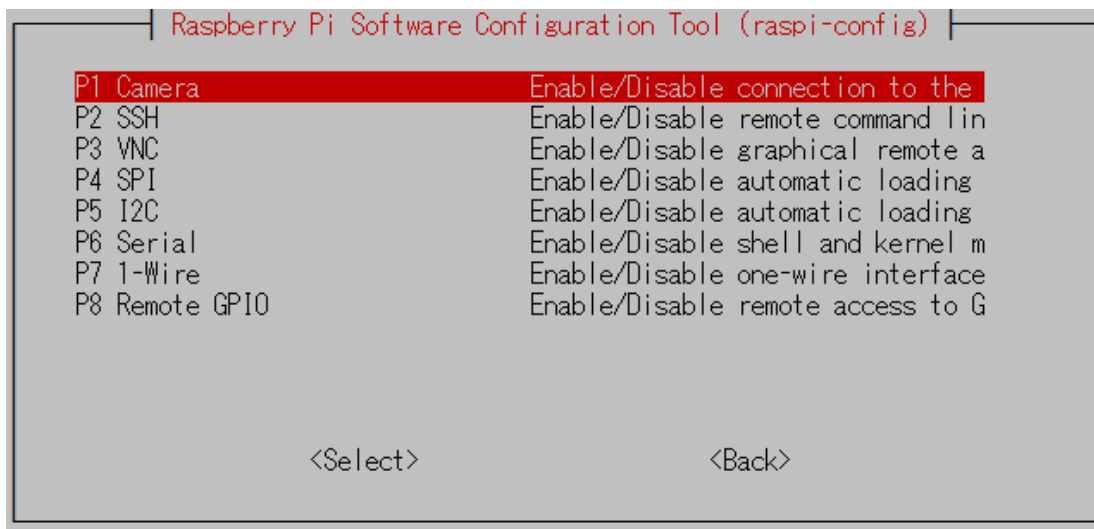 Raspberry Pi Software Configuration Tool (raspi-config)
P1 Camera Enable/Disable connection to the
P2 SSH Enable/Disable remote command lin
P3 VNC Enable/Disable graphical remote a
P4 SPI Enable/Disable automatic loading
P5 I2C Enable/Disable automatic loading
P6 Serial Enable/Disable shell and kernel m
P7 1-Wire Enable/Disable one-wire interface
P8 Remote GPIO Enable/Disable remote access to G
<Select> <Back>